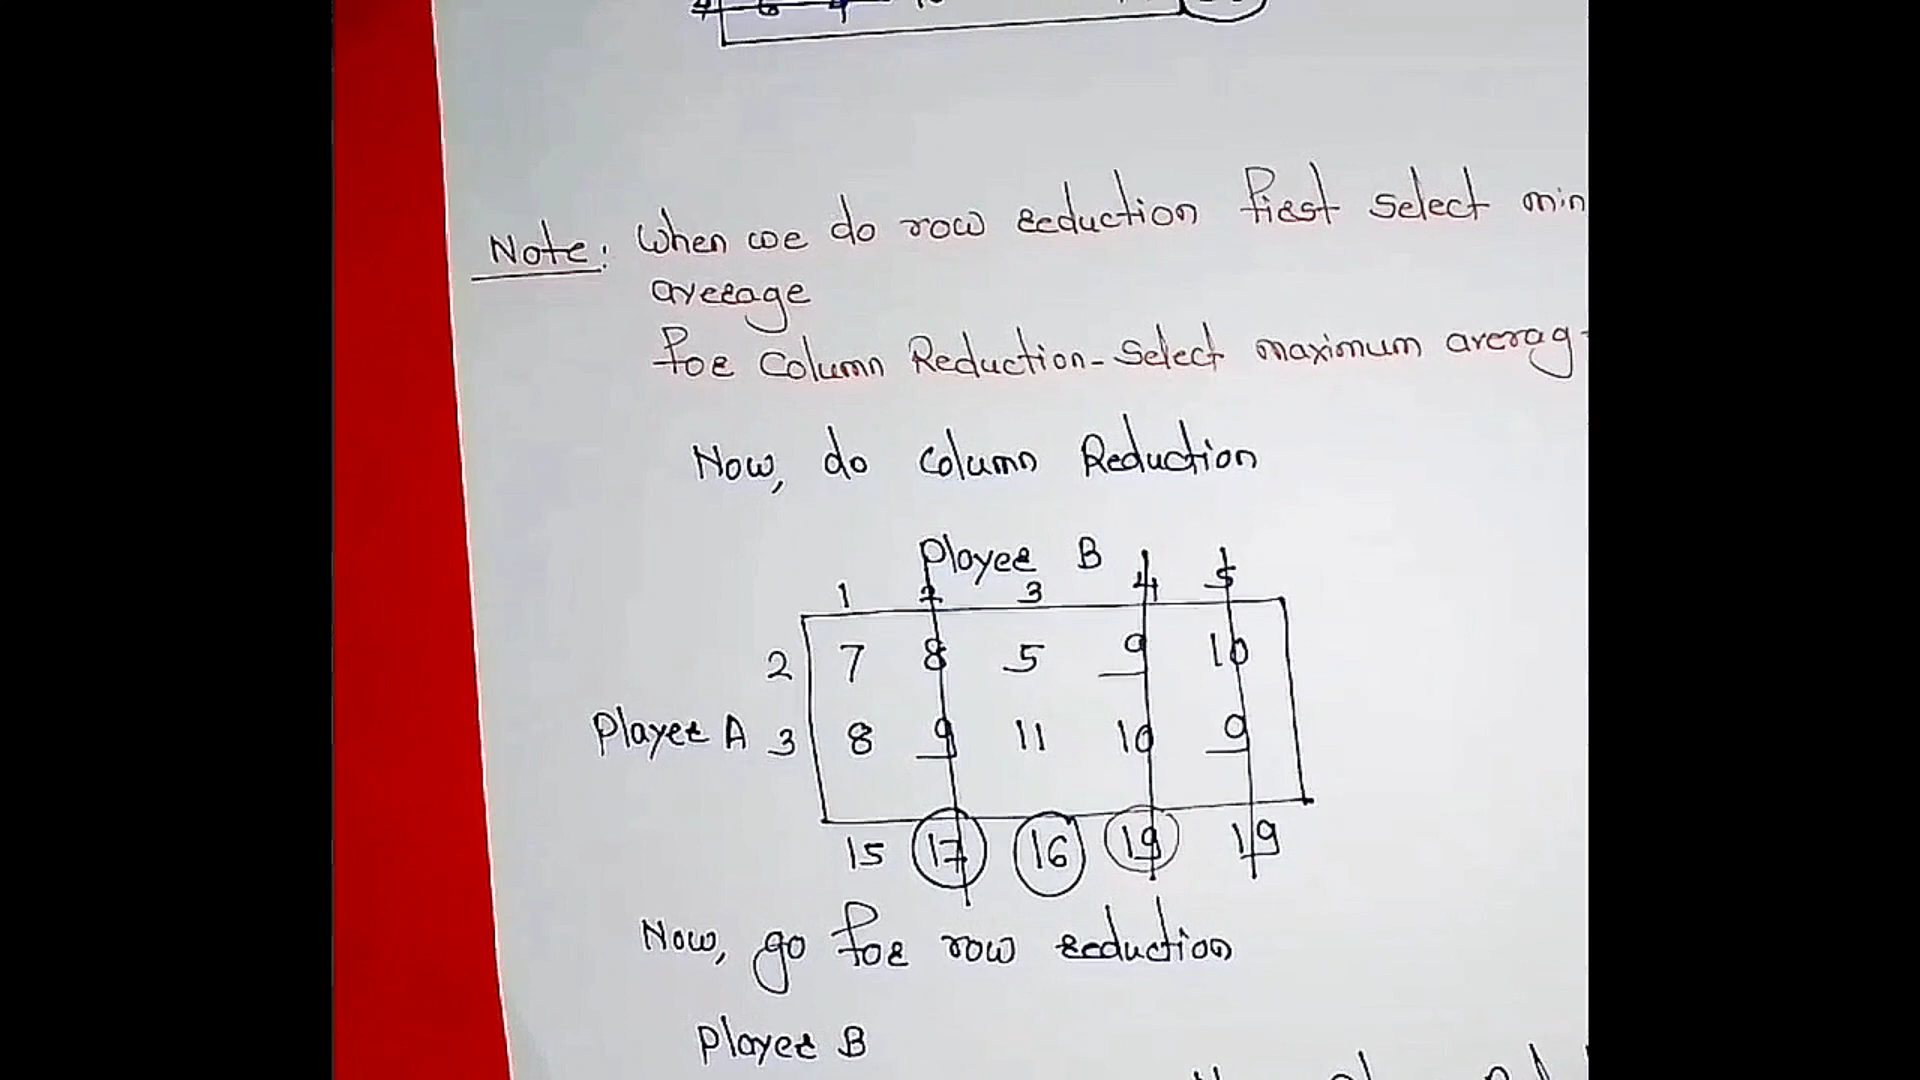 Note: When we do row reduction first select min
average
for Column Reduction - Select maximum averag
Now, do Column Reduction
Player B
1 2 3 4 5
2 7 8 5 9 10
Player A 3 8 9 11 10 9
15 17 16 19 19
Now, go for row reduction
Player B